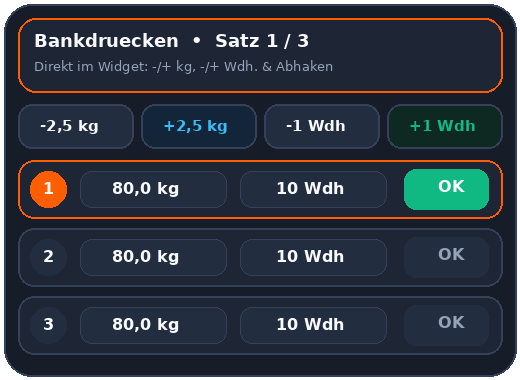 Bankdruecken • Satz 1 / 3
Direkt im Widget: -/+ kg, -/+ Wdh. & Abhaken
-2,5 kg +2,5 kg -1 Wdh +1 Wdh
1 80,0 kg 10 Wdh OK
2 80,0 kg 10 Wdh OK
3 80,0 kg 10 Wdh OK